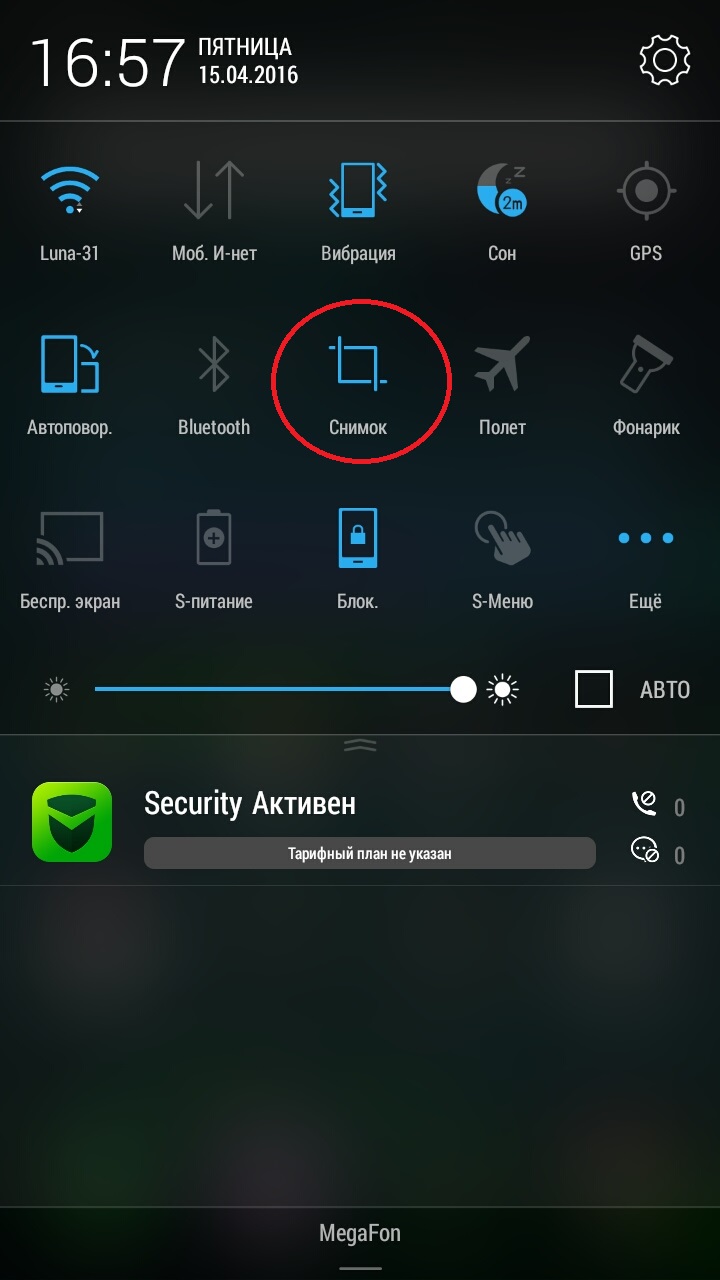 16:57
ПЯТНИЦА
15.04.2016
Luna-31
Моб. И-нет
Вибрация
z z
2m
Сон
GPS
Автоповор.
Bluetooth
Снимок
Полет
Фонарик
Беспр. экран
S-питание
Блок.
S-Меню
Ещё
АВТО
Security Активен
0
Тарифный план не указан
0
MegaFon